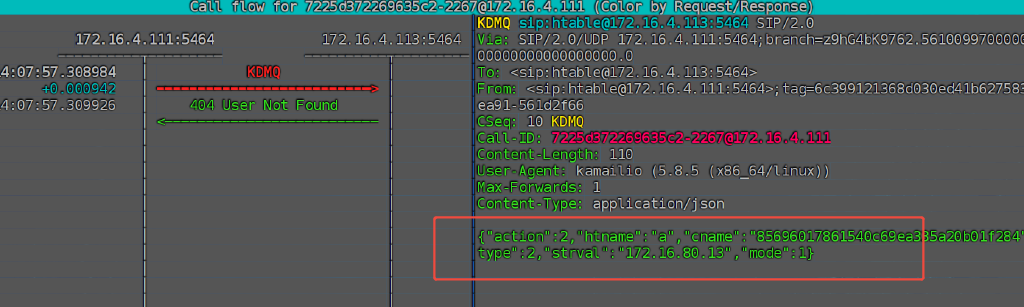 Call flow for 7225d372269635c2-2267@172.16.4.111 (Color by Request/Response)
172.16.4.111:5464 172.16.4.113:5464
4:07:57.308984 KDMQ
+0.000942 404 User Not Found
4:07:57.309926
KDMQ sip:htable@172.16.4.113:5464 SIP/2.0
Via: SIP/2.0/UDP 172.16.4.111:5464;branch=z9hG4bK9762.5610099700000
00000000000000000.0
To: <sip:htable@172.16.4.113:5464>
From: <sip:htable@172.16.4.111:5464>;tag=6c399121368d030ed41b627583
ea91-561d2f66
CSeq: 10 KDMQ
Call-ID: 7225d372269635c2-2267@172.16.4.111
Content-Length: 110
User-Agent: kamailio (5.8.5 (x86_64/linux))
Max-Forwards: 1
Content-Type: application/json
{"action":2,"htname":"a","cname":"85696017861540c69ea335a20b01f284"
type":2,"strval":"172.16.80.13","mode":1}